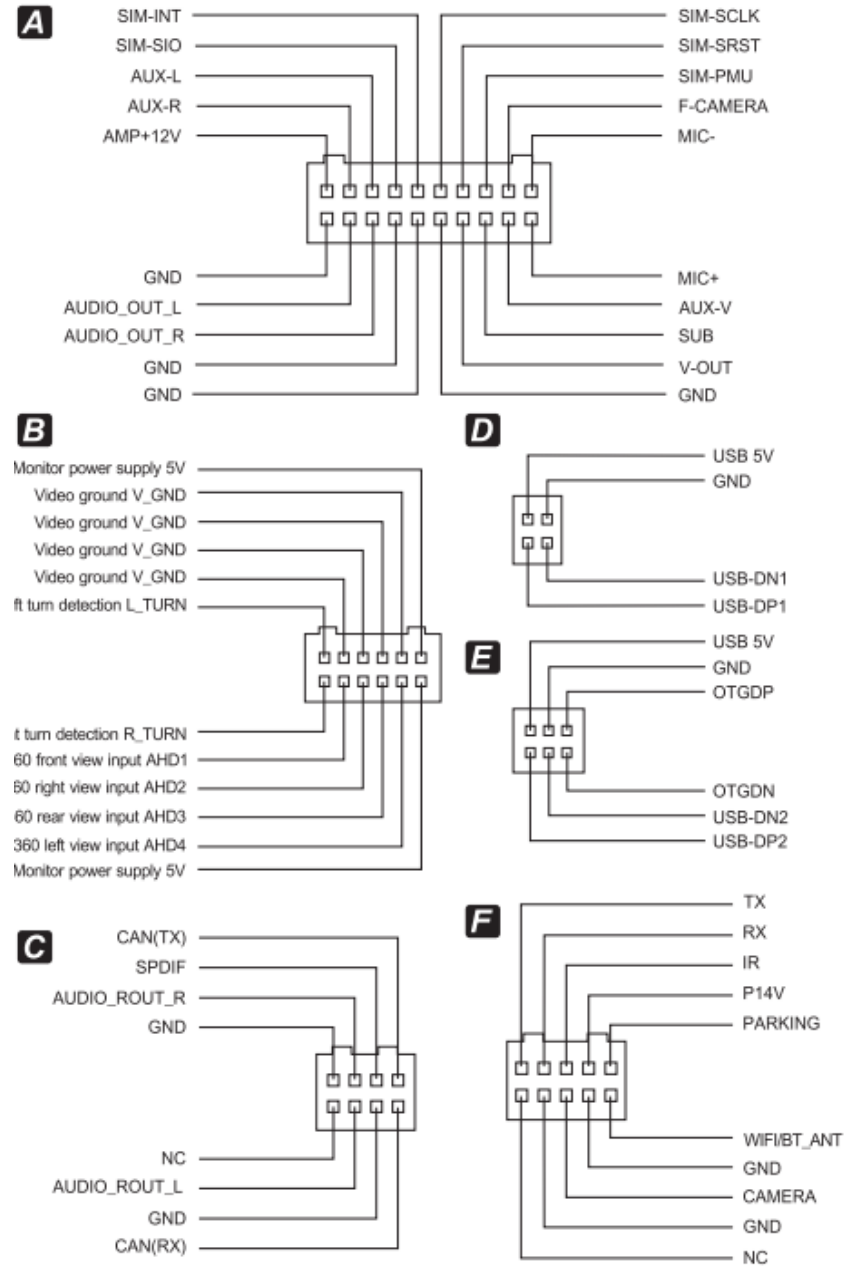 A
SIM-INT
SIM-SIO
AUX-L
AUX-R
AMP+12V
SIM-SCLK
SIM-SRST
SIM-PMU
F-CAMERA
MIC-
GND
AUDIO_OUT_L
AUDIO_OUT_R
GND
GND
MIC+
AUX-V
SUB
V-OUT
GND
B
Monitor power supply 5V
Video ground V_GND
Video ground V_GND
Video ground V_GND
Video ground V_GND
ft turn detection L_TURN
t turn detection R_TURN
60 front view input AHD1
60 right view input AHD2
60 rear view input AHD3
360 left view input AHD4
Monitor power supply 5V
D
USB 5V
GND
USB-DN1
USB-DP1
E
USB 5V
GND
OTGDP
OTGDN
USB-DN2
USB-DP2
C
CAN(TX)
SPDIF
AUDIO_ROUT_R
GND
NC
AUDIO_ROUT_L
GND
CAN(RX)
F
TX
RX
IR
P14V
PARKING
WIFI/BT_ANT
GND
CAMERA
GND
NC